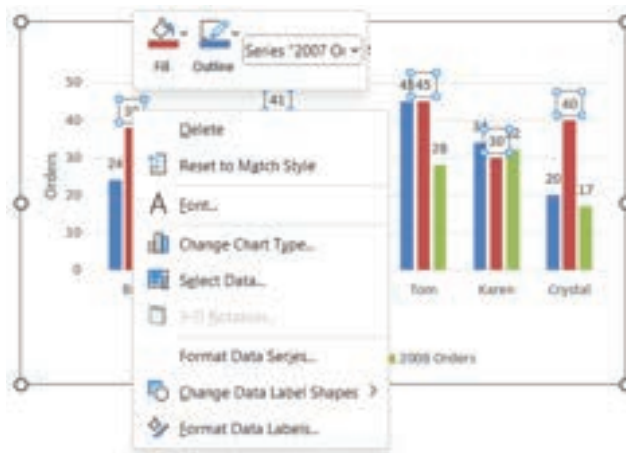 Fill Outline Series "2007 Or
50
40
30
20
10
0
Orders
24
[41]
45
28
30
20
40
17
Tom Karen Crystal
2008 Orders
Delete
Reset to Match Style
Font...
Change Chart Type...
Select Data...
3-D Rotation...
Format Data Series...
Change Data Label Shapes
Format Data Labels...